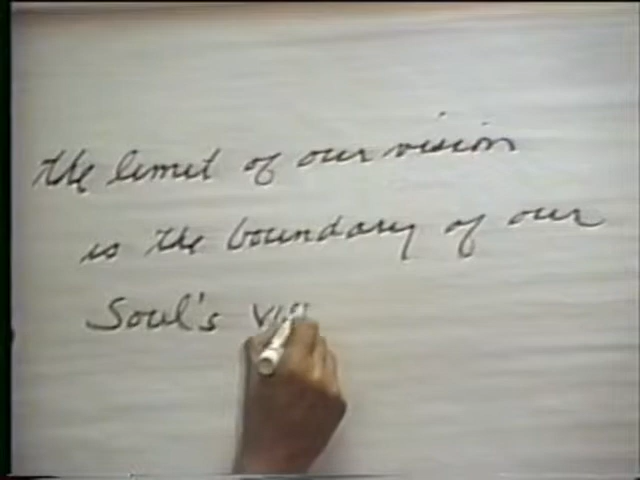 the limit of our vision
is the boundary of our
Soul's